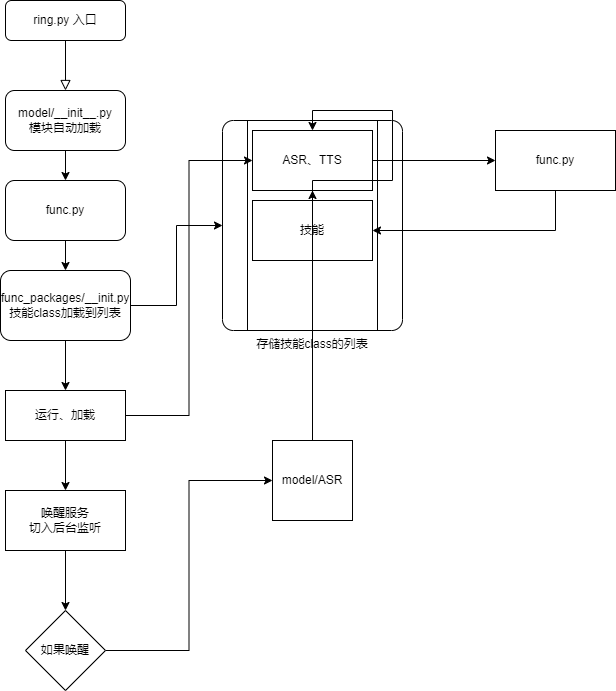 ring.py 入口
model/__init__.py
模块自动加载
func.py
func_packages/__init.py
技能class加载到列表
运行、加载
唤醒服务
切入后台监听
如果唤醒
ASR、TTS
技能
存储技能class的列表
func.py
model/ASR